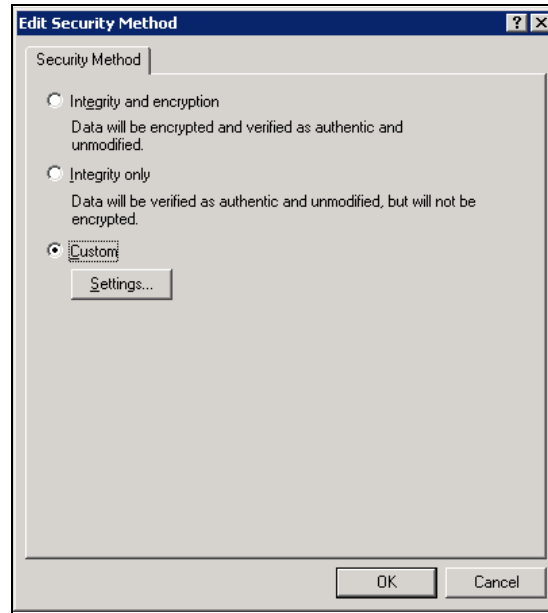 Edit Security Method
Security Method
Integrity and encryption
Data will be encrypted and verified as authentic and
unmodified.
Integrity only
Data will be verified as authentic and unmodified, but will not be
encrypted.
Custom
Settings...
OK Cancel